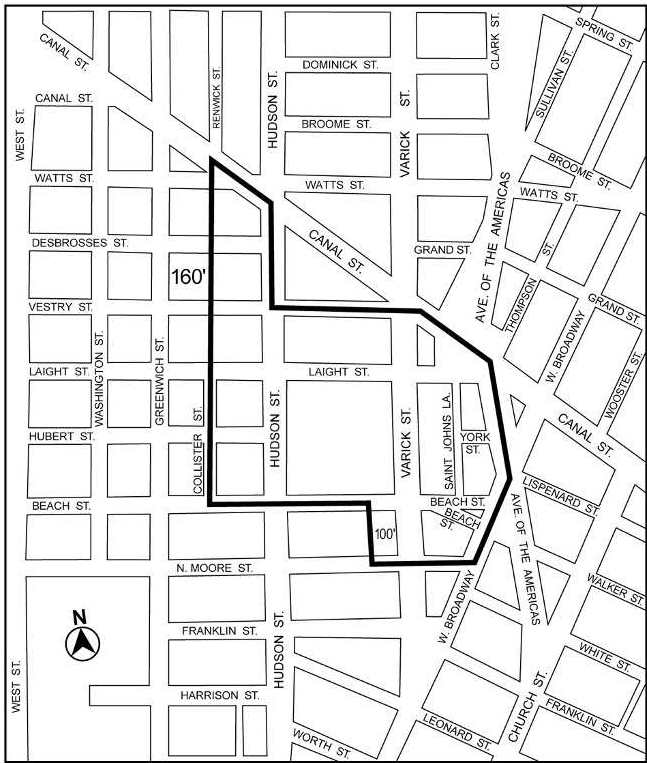 SPRING ST.
CANAL ST.
CLARK ST.
SULLIVAN ST.
DOMINICK ST.
RENWICK ST.
HUDSON ST.
CANAL ST.
WEST ST.
BROOME ST.
VARICK ST.
BROOME ST.
WATTS ST.
WATTS ST.
WATTS ST.
AVE. OF THE AMERICAS
DESBROSSES ST.
CANAL ST.
GRAND ST.
160'
THOMPSON ST.
GRAND ST.
VESTRY ST.
WASHINGTON ST.
GREENWICH ST.
W. BROADWAY
WOOSTER ST.
LAIGHT ST.
LAIGHT ST.
COLLISTER ST.
HUDSON ST.
VARICK ST.
SAINT JOHNS LA.
YORK
ST.
CANAL ST.
HUBERT ST.
LISPENARD ST.
BEACH ST.
BEACH ST.
BEACH
ST.
AVE. OF THE AMERICAS
100'
N. MOORE ST.
WALKER ST.
W. BROADWAY
N
FRANKLIN ST.
HUDSON ST.
WHITE ST.
WEST ST.
HARRISON ST.
CHURCH ST.
FRANKLIN ST.
WORTH ST.
LEONARD ST.